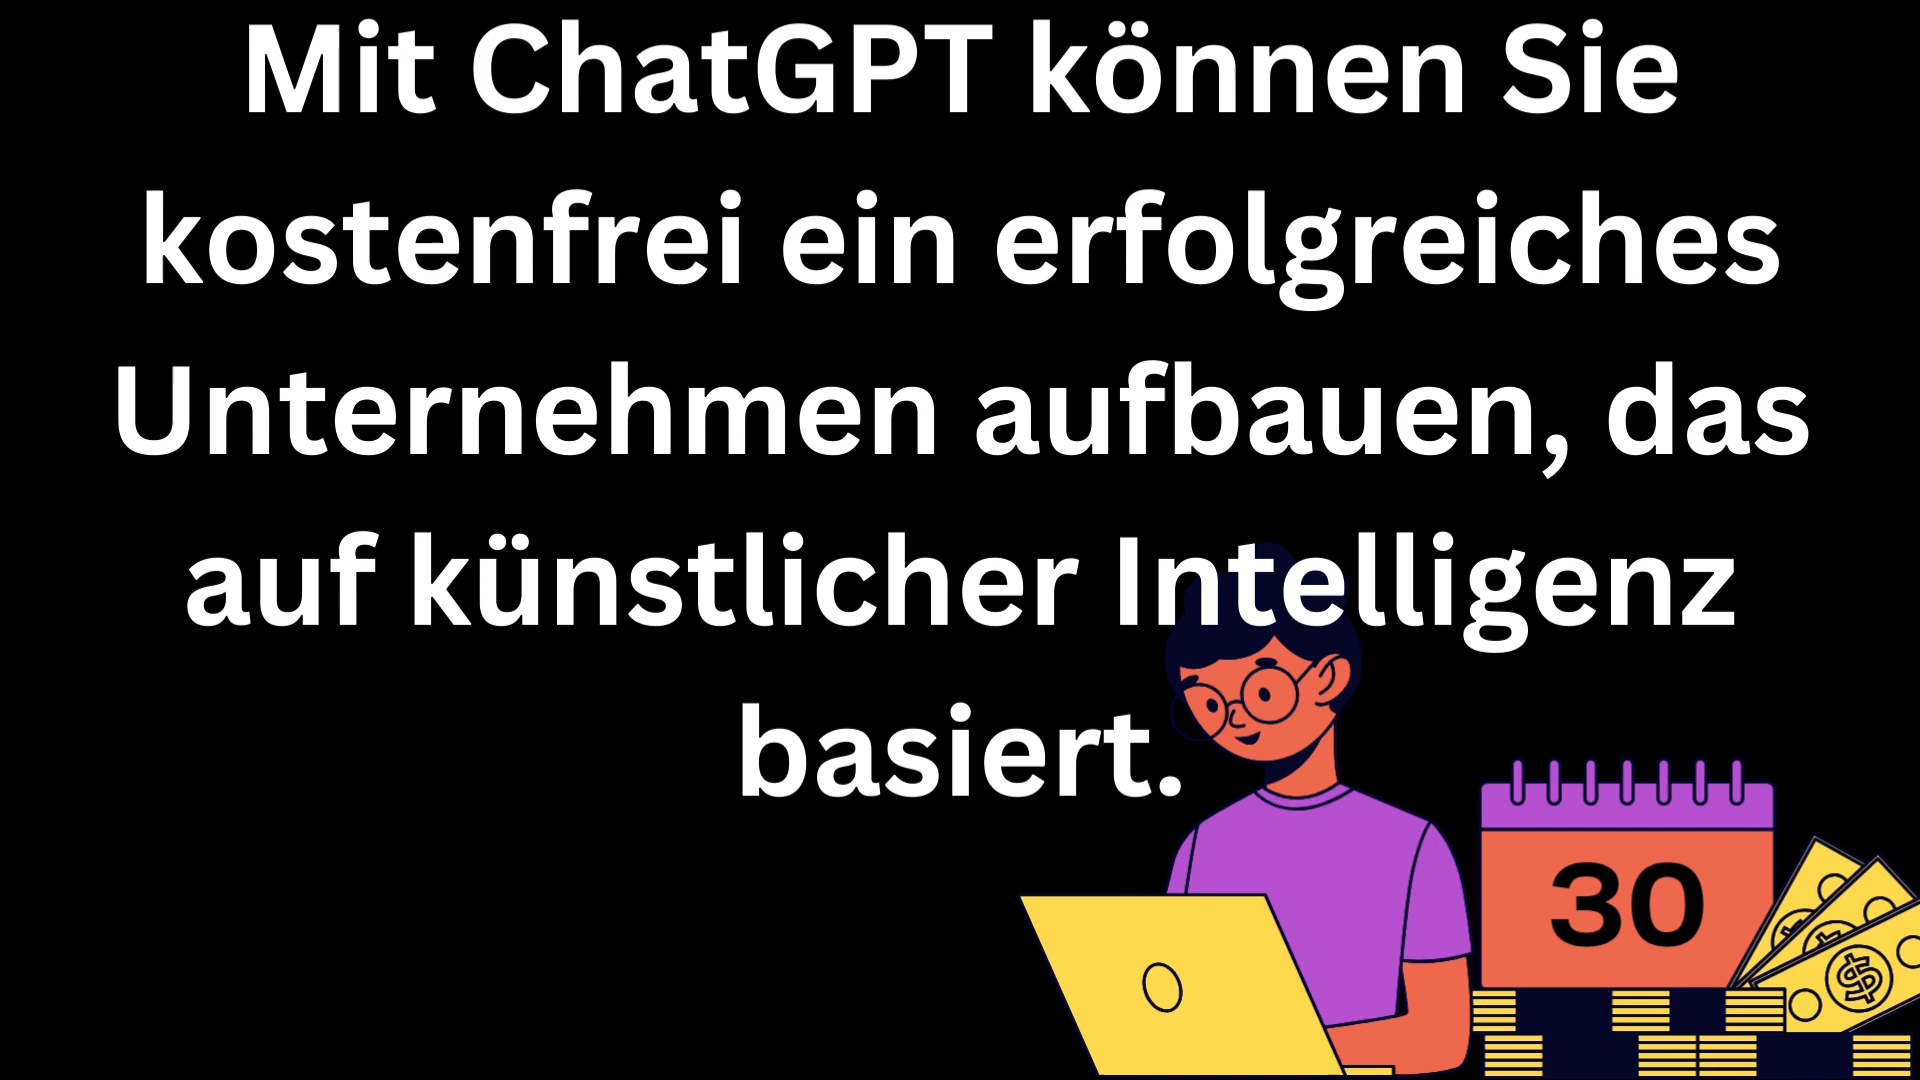 Mit ChatGPT können Sie
kostenfrei ein erfolgreiches
Unternehmen aufbauen, das
auf künstlicher Intelligenz
basiert.
30
$